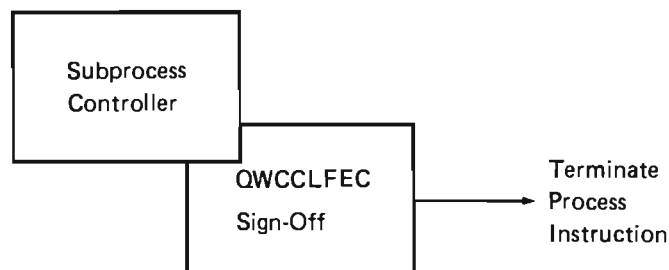 Subprocess
Controller
QWCCLFEC
Sign-Off
Terminate
Process
Instruction